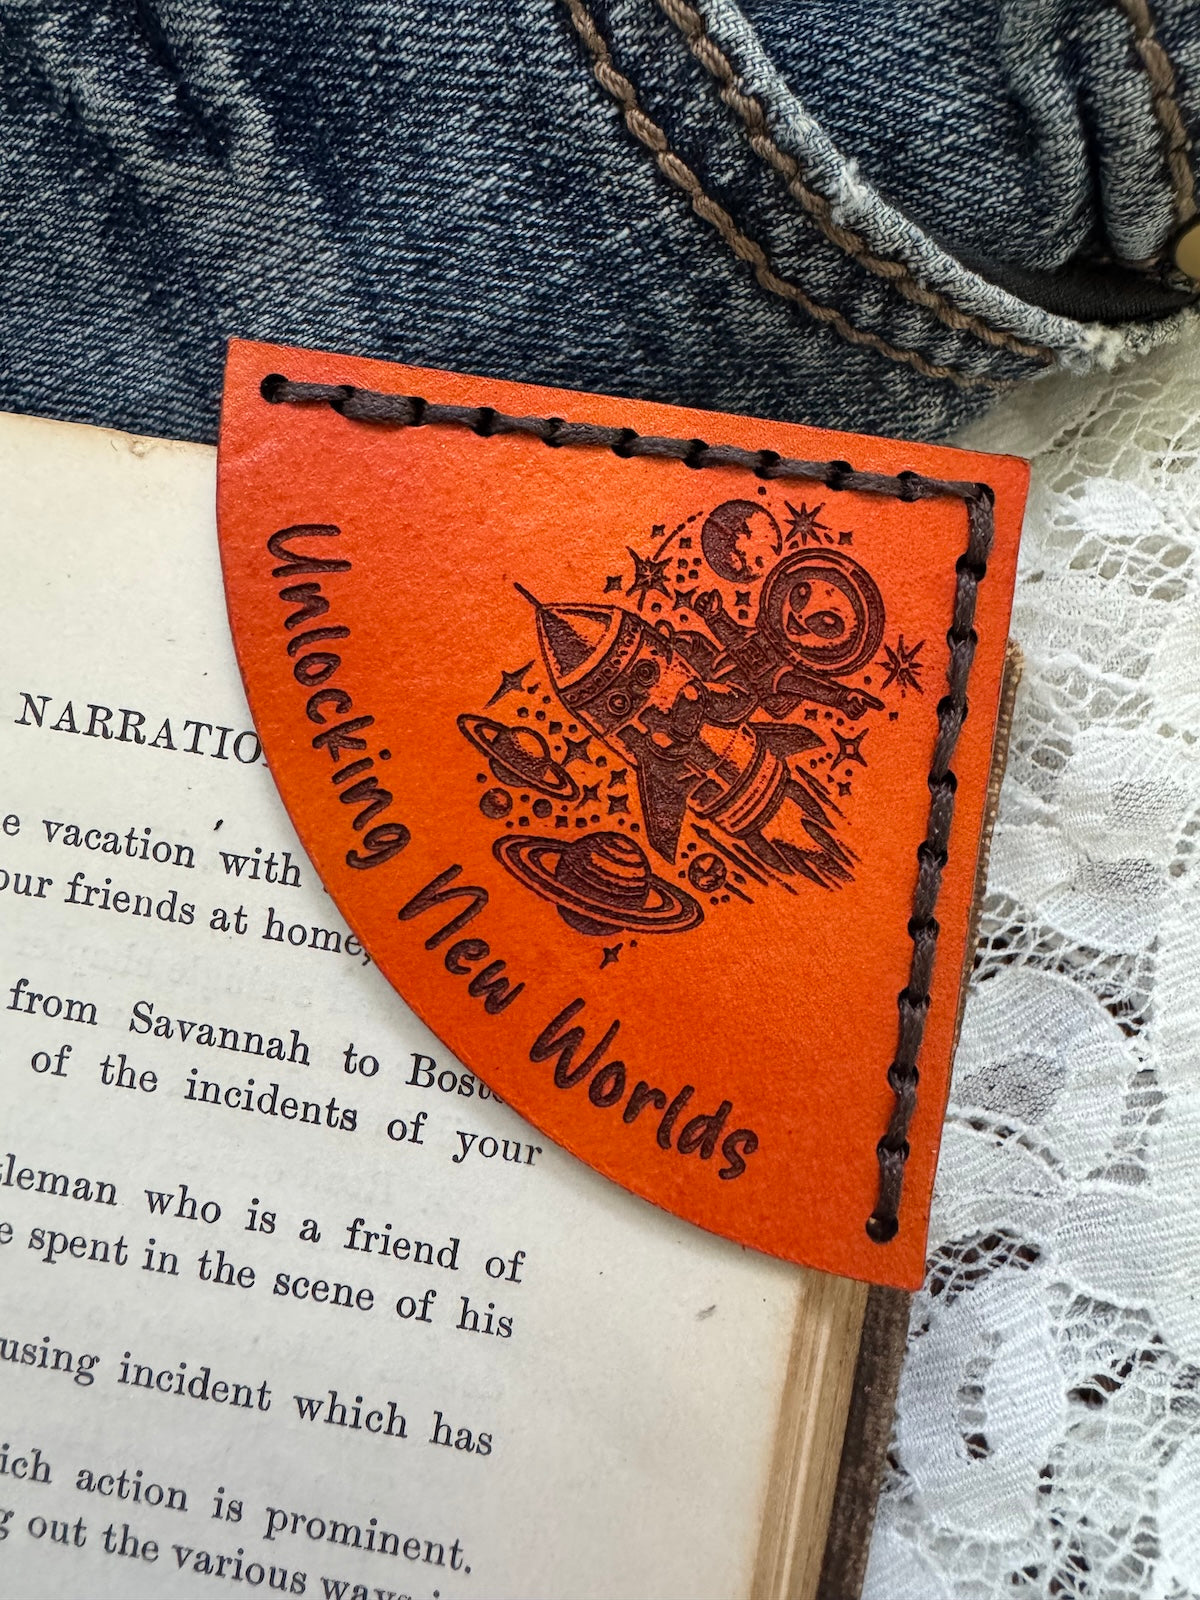 Unlocking New Worlds
NARRATIO
e vacation with
our friends at home,
from Savannah to Bost
of the incidents of your
leman who is a friend of
e spent in the scene of his
using incident which has
ich action is prominent.
g out the various ways